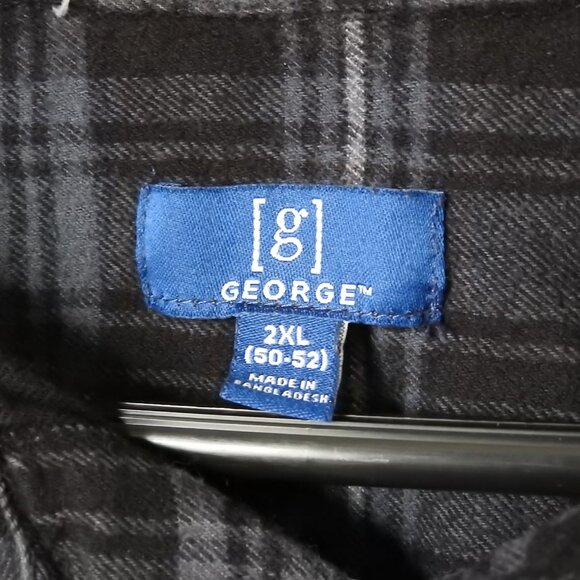 [g]
GEORGE™
2XL
(50-52)
MADE IN
BANGLADESH